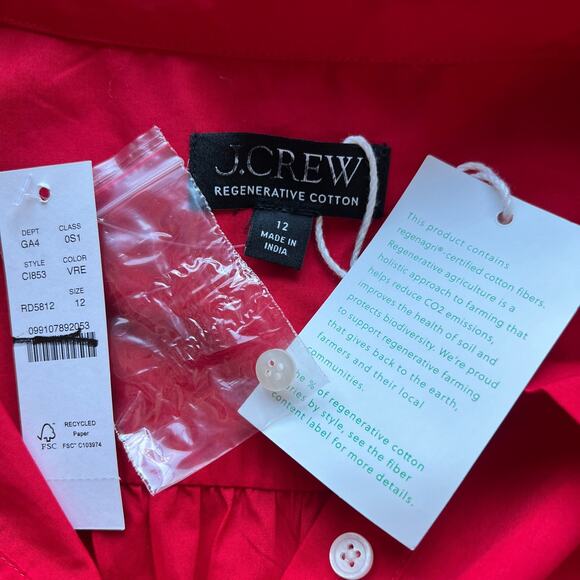 J.CREW
REGENERATIVE COTTON
12
MADE IN
INDIA
DEPT CLASS
GA4 0S1
STYLE COLOR
CI853 VRE
SIZE
RD5812 12
099107892053
FSC
RECYCLED
Paper
FSC™ C103974
This product contains
regenagri® certified cotton fibers.
Regenerative agriculture is a
holistic approach to farming that
helps reduce CO2 emissions,
improves the health of soil and
protects biodiversity. We're proud
to support regenerative farming
that gives back to the earth,
farmers and their local
communities.
% of regenerative cotton
by style, see the fiber
content label for more details.